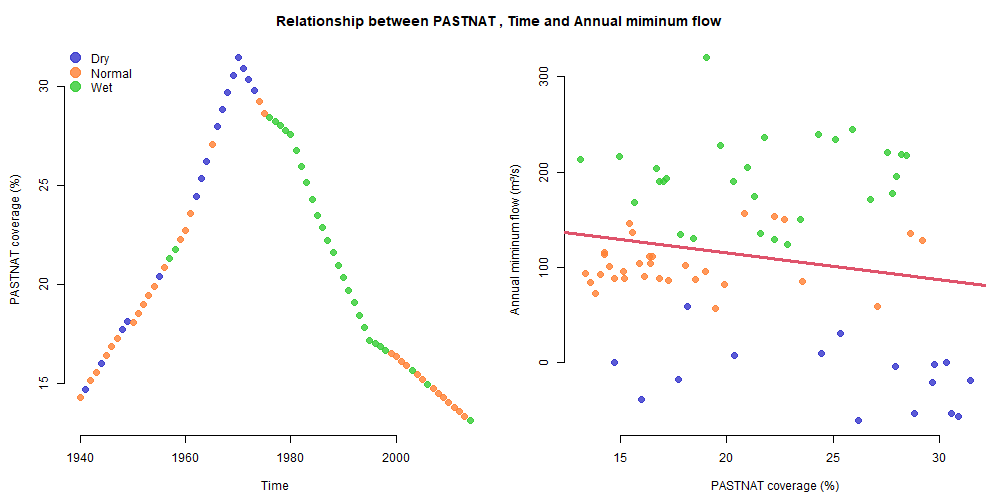 Relationship between PASTNAT , Time and Annual miminum flow
Dry
Normal
Wet
PASTNAT coverage (%)
30
25
20
15
1940 1960 1980 2000
Time
Annual miminum flow (m³/s)
300
200
100
0
15 20 25 30
PASTNAT coverage (%)